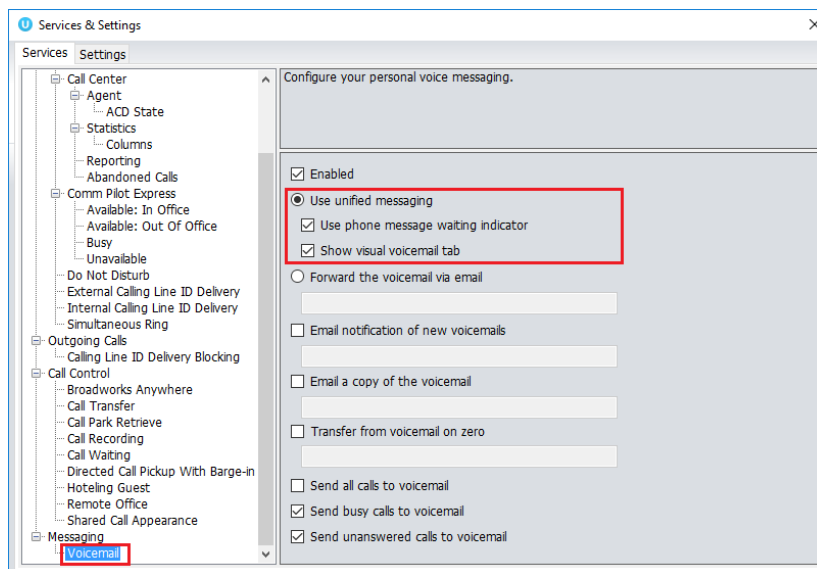 Services & Settings
Services Settings
Call Center
Agent
ACD State
Statistics
Columns
Reporting
Abandoned Calls
Comm Pilot Express
Available: In Office
Available: Out Of Office
Busy
Unavailable
Do Not Disturb
External Calling Line ID Delivery
Internal Calling Line ID Delivery
Simultaneous Ring
Outgoing Calls
Calling Line ID Delivery Blocking
Call Control
Broadworks Anywhere
Call Transfer
Call Park Retrieve
Call Recording
Call Waiting
Directed Call Pickup With Barge-in
Hoteling Guest
Remote Office
Shared Call Appearance
Messaging
Voicemail
Configure your personal voice messaging.
Enabled
Use unified messaging
Use phone message waiting indicator
Show visual voicemail tab
Forward the voicemail via email
Email notification of new voicemails
Email a copy of the voicemail
Transfer from voicemail on zero
Send all calls to voicemail
Send busy calls to voicemail
Send unanswered calls to voicemail